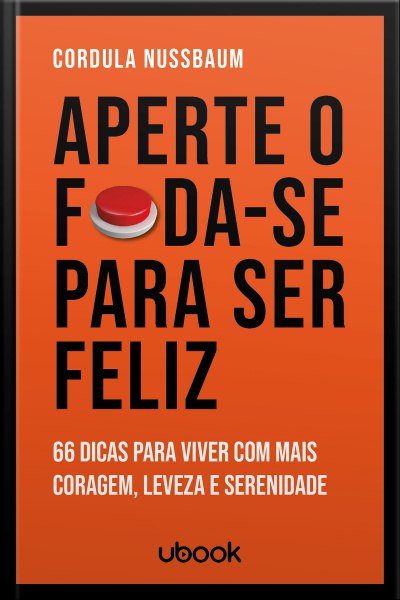 CORDULA NUSSBAUM
APERTE O
F DA-SE
PARA SER
FELIZ
66 DICAS PARA VIVER COM MAIS
CORAGEM, LEVEZA E SERENIDADE
ubook